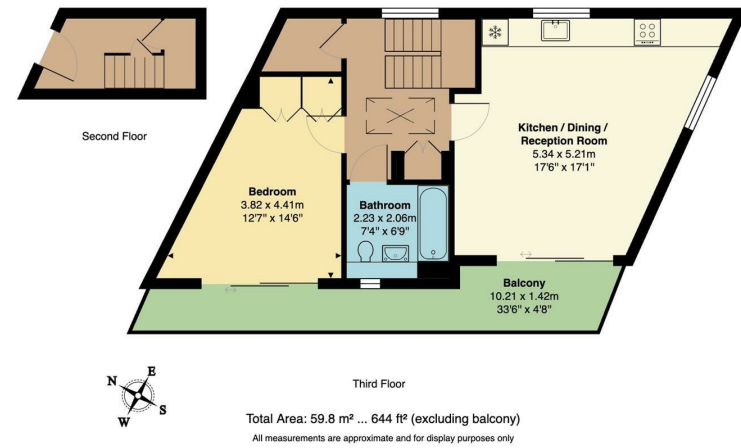 Second Floor
Kitchen / Dining /
Reception Room
5.34 x 5.21m
17'6" x 17'1"
Bedroom
3.82 x 4.41m
12'7" x 14'6"
Bathroom
2.23 x 2.06m
7'4" x 6'9"
Balcony
10.21 x 1.42m
33'6" x 4'8"
N
E
S
W
Third Floor
Total Area: 59.8 m² ... 644 ft² (excluding balcony)
All measurements are approximate and for display purposes only